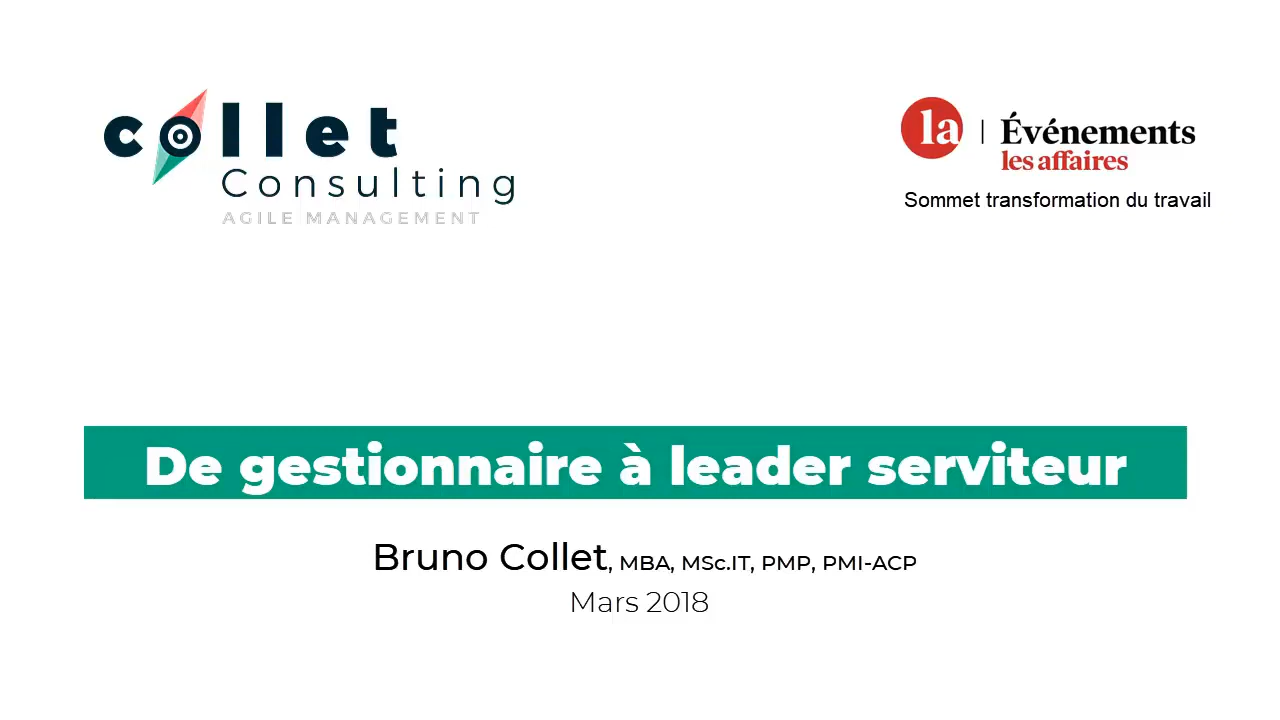 collet
Consulting
AGILE MANAGEMENT
la | Événements
les affaires
Sommet transformation du travail
De gestionnaire à leader serviteur
Bruno Collet, MBA, MSc.IT, PMP, PMI-ACP
Mars 2018